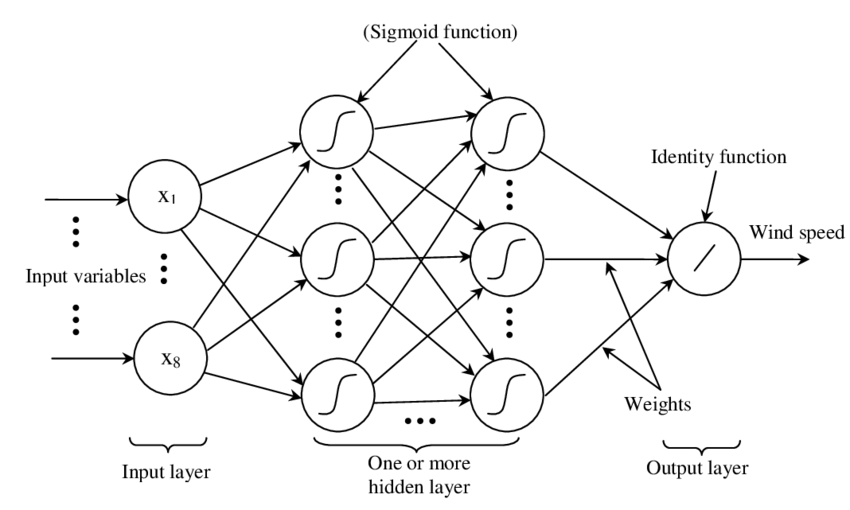 (Sigmoid function)
Identity function
x₁
Wind speed
Input variables
x₈
Weights
Input layer
One or more
hidden layer
Output layer